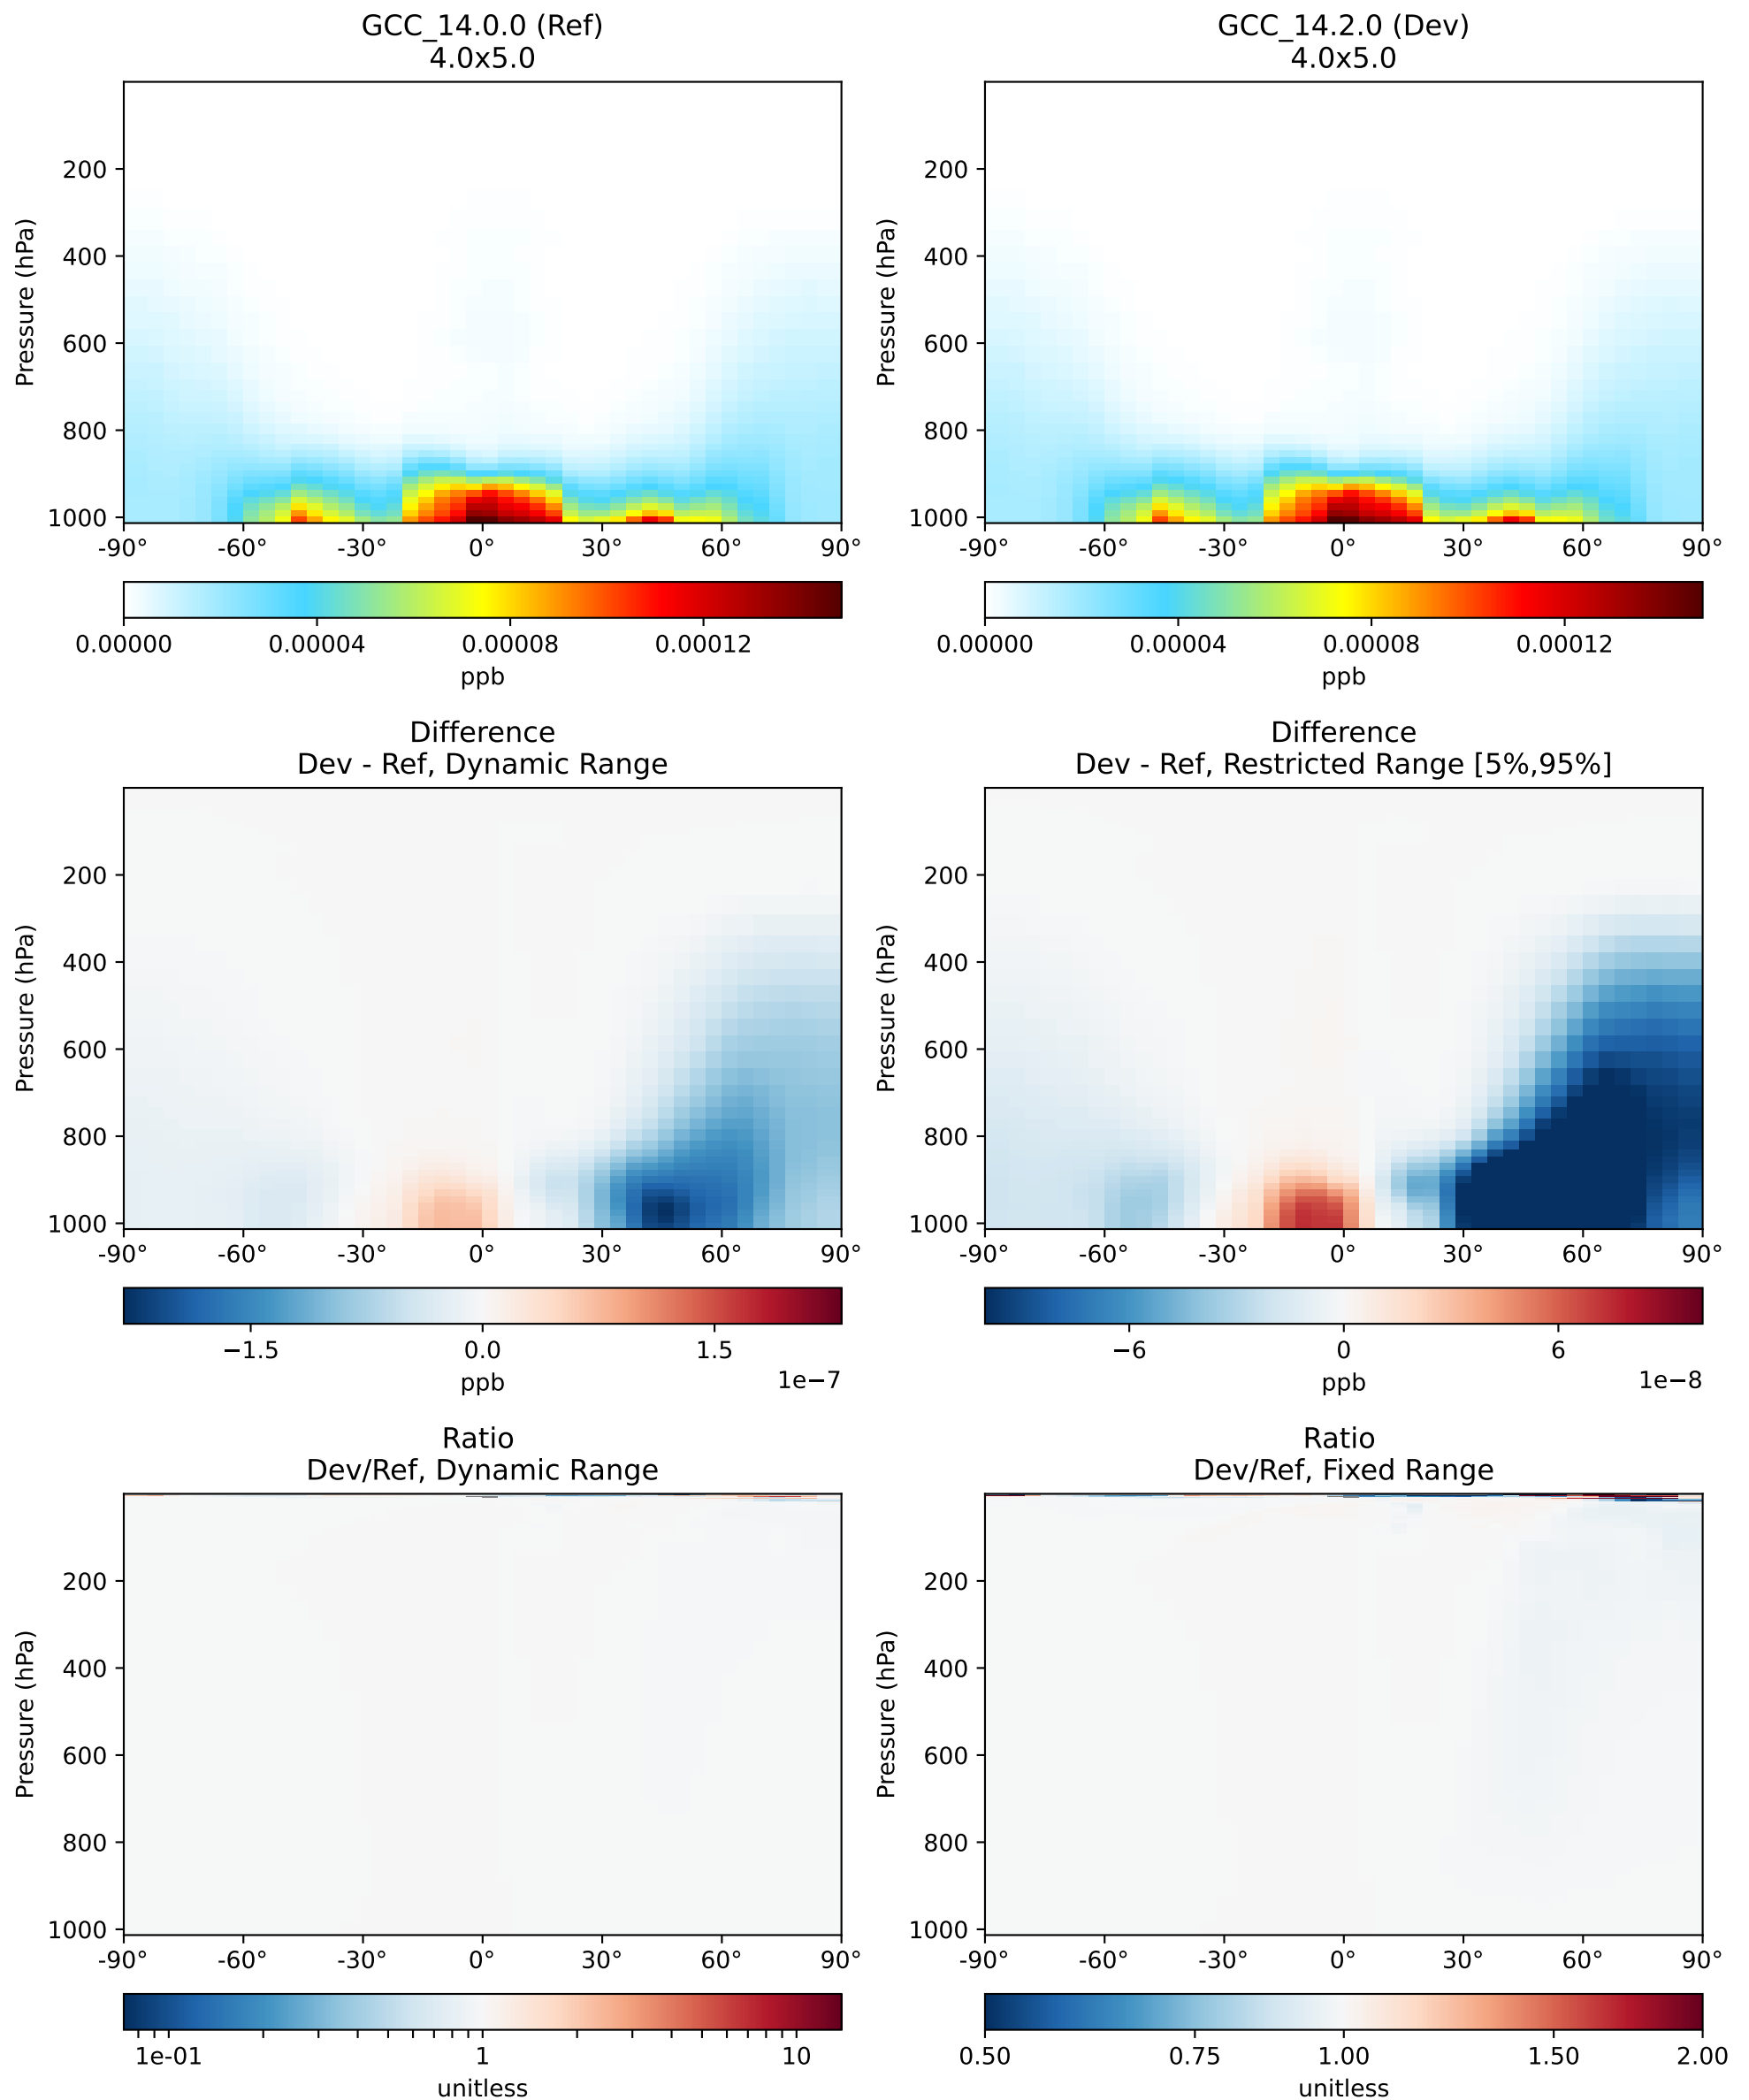 GCC_14.0.0 (Ref)
4.0x5.0
GCC_14.2.0 (Dev)
4.0x5.0
Pressure (hPa)
200
400
600
800
1000
-90° -60° -30° 0° 30° 60° 90°
0.00000 0.00004 0.00008 0.00012
ppb
Pressure (hPa)
200
400
600
800
1000
-90° -60° -30° 0° 30° 60° 90°
0.00000 0.00004 0.00008 0.00012
ppb
Difference
Dev - Ref, Dynamic Range
Difference
Dev - Ref, Restricted Range [5%,95%]
Pressure (hPa)
200
400
600
800
1000
-90° -60° -30° 0° 30° 60° 90°
−1.5 0.0 1.5
1e−7
ppb
Pressure (hPa)
200
400
600
800
1000
-90° -60° -30° 0° 30° 60° 90°
−6 0 6
1e−8
ppb
Ratio
Dev/Ref, Dynamic Range
Ratio
Dev/Ref, Fixed Range
Pressure (hPa)
200
400
600
800
1000
-90° -60° -30° 0° 30° 60° 90°
1e-01 1 10
unitless
Pressure (hPa)
200
400
600
800
1000
-90° -60° -30° 0° 30° 60° 90°
0.50 0.75 1.00 1.50 2.00
unitless